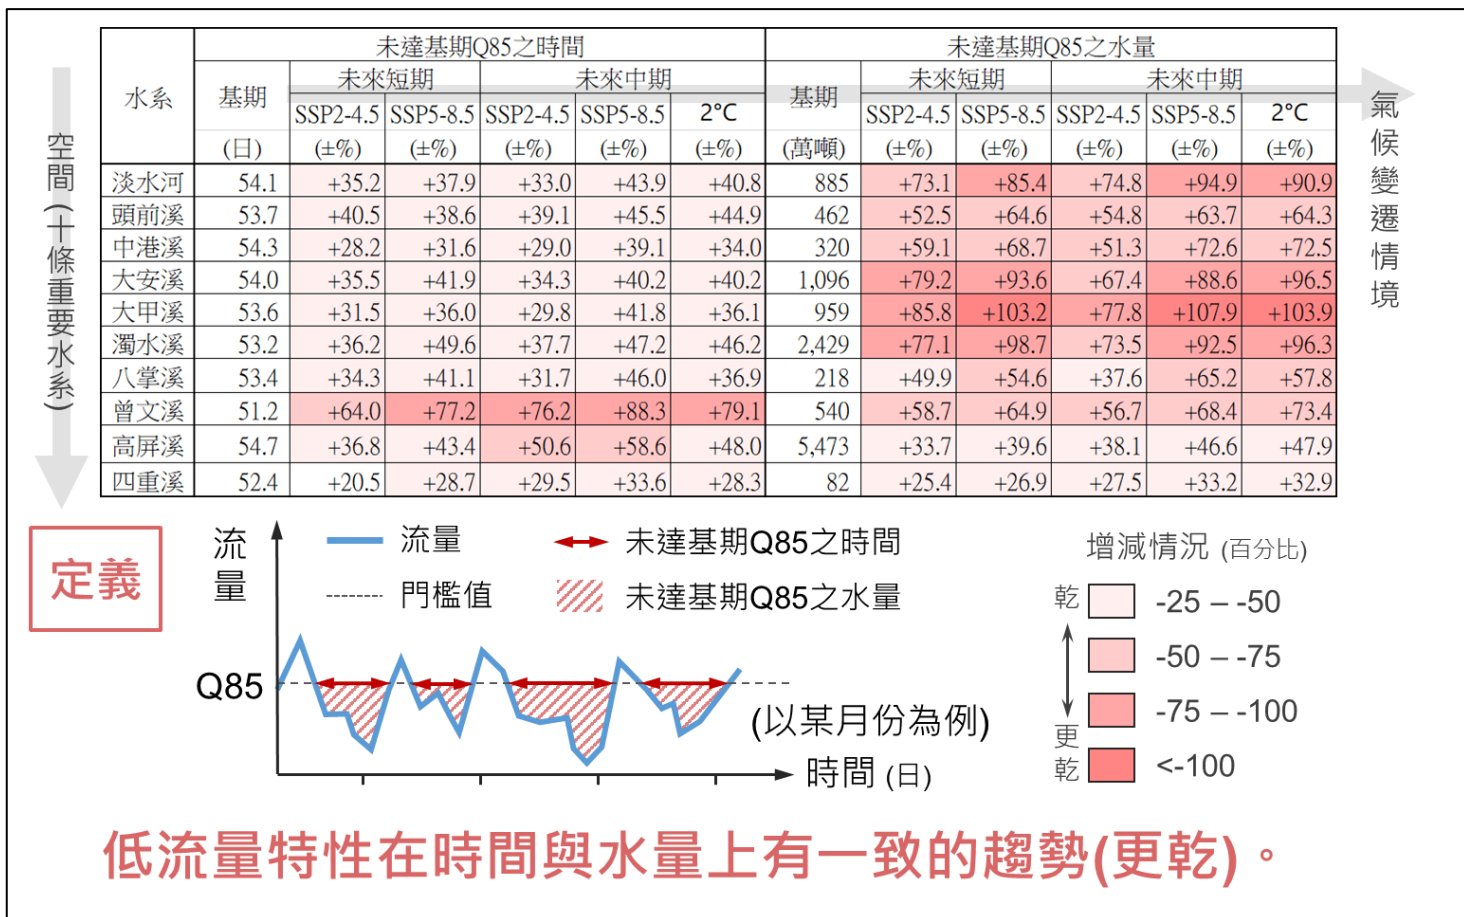 水系 未達基期Q85之時間 未達基期Q85之水量
基期 未來短期 未來中期 基期 未來短期 未來中期
SSP2-4.5 SSP5-8.5 SSP2-4.5 SSP5-8.5 2°C SSP2-4.5 SSP5-8.5 SSP2-4.5 SSP5-8.5 2°C
(日) (±%) (±%) (±%) (±%) (±%) (萬噸) (±%) (±%) (±%) (±%) (±%)
淡水河 54.1 +35.2 +37.9 +33.0 +43.9 +40.8 885 +73.1 +85.4 +74.8 +94.9 +90.9
頭前溪 53.7 +40.5 +38.6 +39.1 +45.5 +44.9 462 +52.5 +64.6 +54.8 +63.7 +64.3
中港溪 54.3 +28.2 +31.6 +29.0 +39.1 +34.0 320 +59.1 +68.7 +51.3 +72.6 +72.5
大安溪 54.0 +35.5 +41.9 +34.3 +40.2 +40.2 1,096 +79.2 +93.6 +67.4 +88.6 +96.5
大甲溪 53.6 +31.5 +36.0 +29.8 +41.8 +36.1 959 +85.8 +103.2 +77.8 +107.9 +103.9
濁水溪 53.2 +36.2 +49.6 +37.7 +47.2 +46.2 2,429 +77.1 +98.7 +73.5 +92.5 +96.3
八掌溪 53.4 +34.3 +41.1 +31.7 +46.0 +36.9 218 +49.9 +54.6 +37.6 +65.2 +57.8
曾文溪 51.2 +64.0 +77.2 +76.2 +88.3 +79.1 540 +58.7 +64.9 +56.7 +68.4 +73.4
高屏溪 54.7 +36.8 +43.4 +50.6 +58.6 +48.0 5,473 +33.7 +39.6 +38.1 +46.6 +47.9
四重溪 52.4 +20.5 +28.7 +29.5 +33.6 +28.3 82 +25.4 +26.9 +27.5 +33.2 +32.9
空間(十條重要水系)
氣候變遷情境
定義
流量
流量
未達基期Q85之時間
門檻值
未達基期Q85之水量
Q85
(以某月份為例)
時間 (日)
增減情況 (百分比)
乾
-25 – -50
-50 – -75
-75 – -100
更乾
<-100
低流量特性在時間與水量上有一致的趨勢(更乾)。